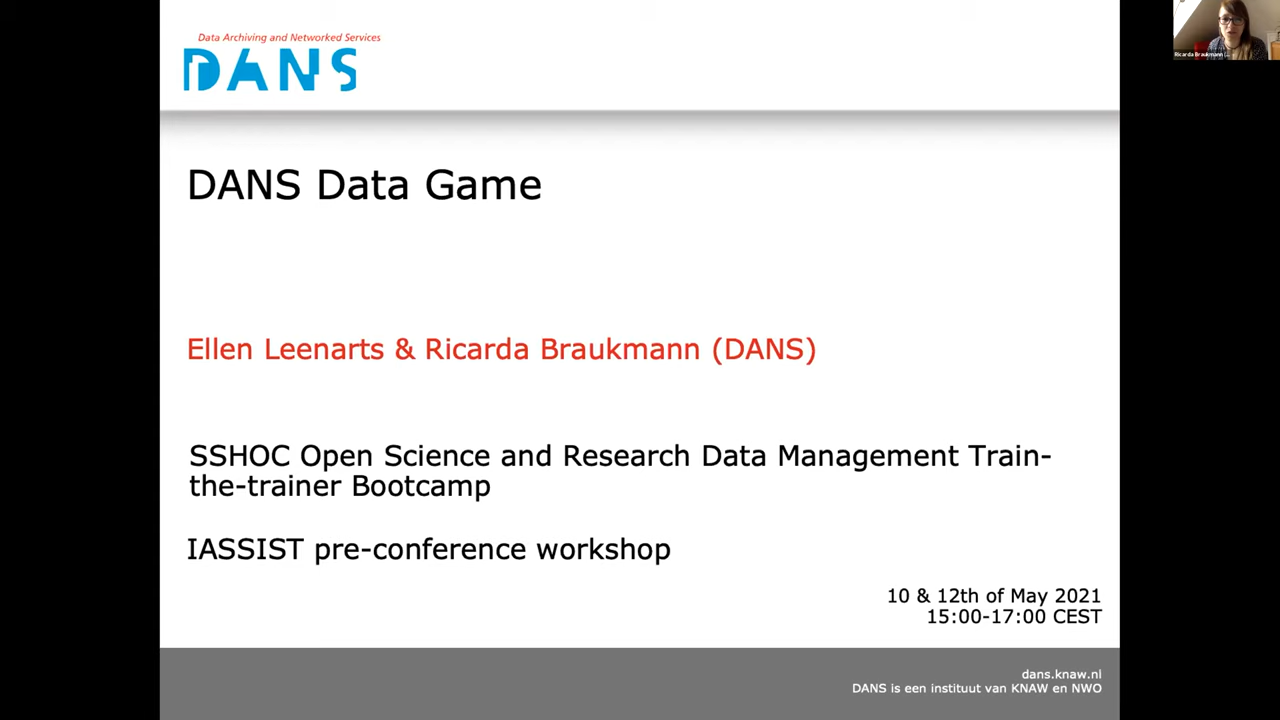 Data Archiving and Networked Services
DANS
Ricarda Braukmann (...
DANS Data Game
Ellen Leenarts & Ricarda Braukmann (DANS)
SSHOC Open Science and Research Data Management Train-
the-trainer Bootcamp
IASSIST pre-conference workshop
10 & 12th of May 2021
15:00-17:00 CEST
dans.knaw.nl
DANS is een instituut van KNAW en NWO